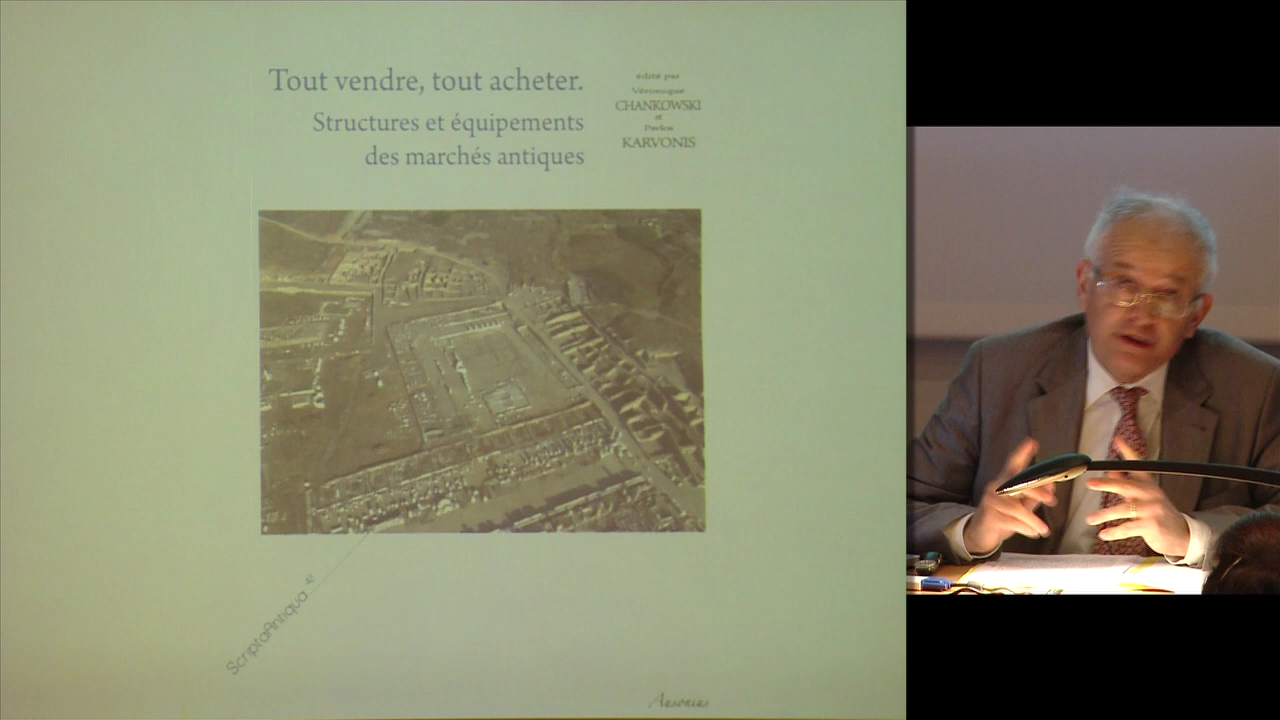 Tout vendre, tout acheter.
Structures et équipements
des marchés antiques
édité par
Véronique
CHANKOWSKI
et
Pavlos
KARVONIS
ScriptaAntiqua 42
Ausonius